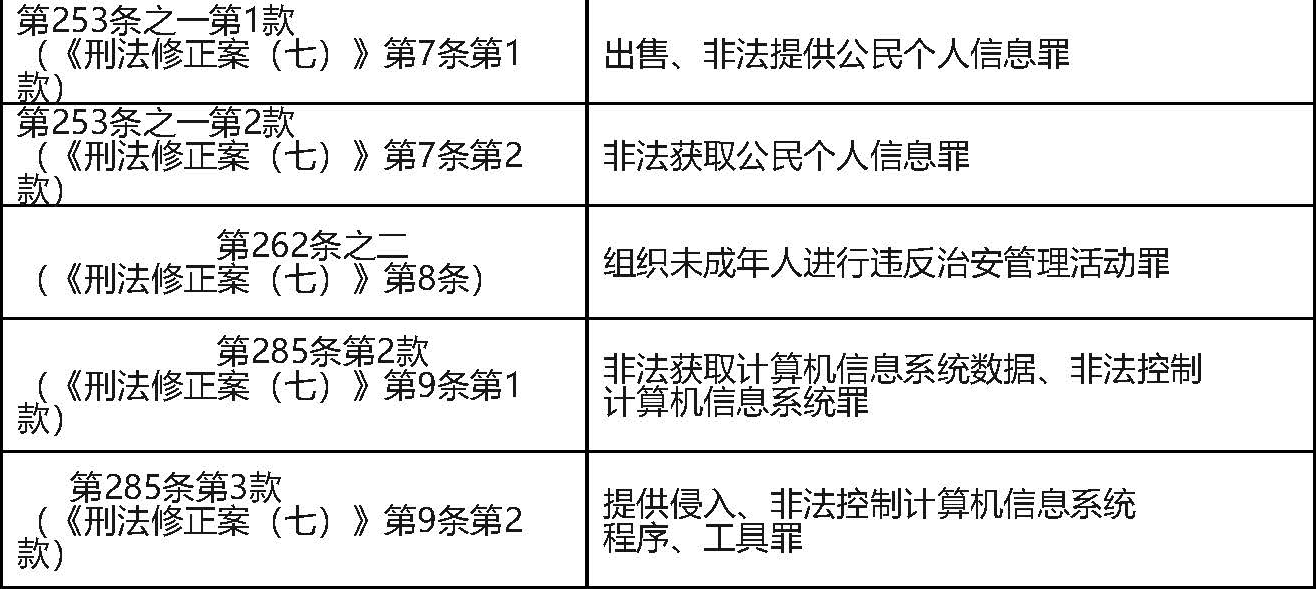 第253条之一第1款
（《刑法修正案（七）》第7条第1
款）
出售、非法提供公民个人信息罪
第253条之一第2款
（《刑法修正案（七）》第7条第2
款）
非法获取公民个人信息罪
第262条之二
（《刑法修正案（七）》第8条）
组织未成年人进行违反治安管理活动罪
第285条第2款
（《刑法修正案（七）》第9条第1
款）
非法获取计算机信息系统数据、非法控制
计算机信息系统罪
第285条第3款
（《刑法修正案（七）》第9条第2
款）
提供侵入、非法控制计算机信息系统
程序、工具罪